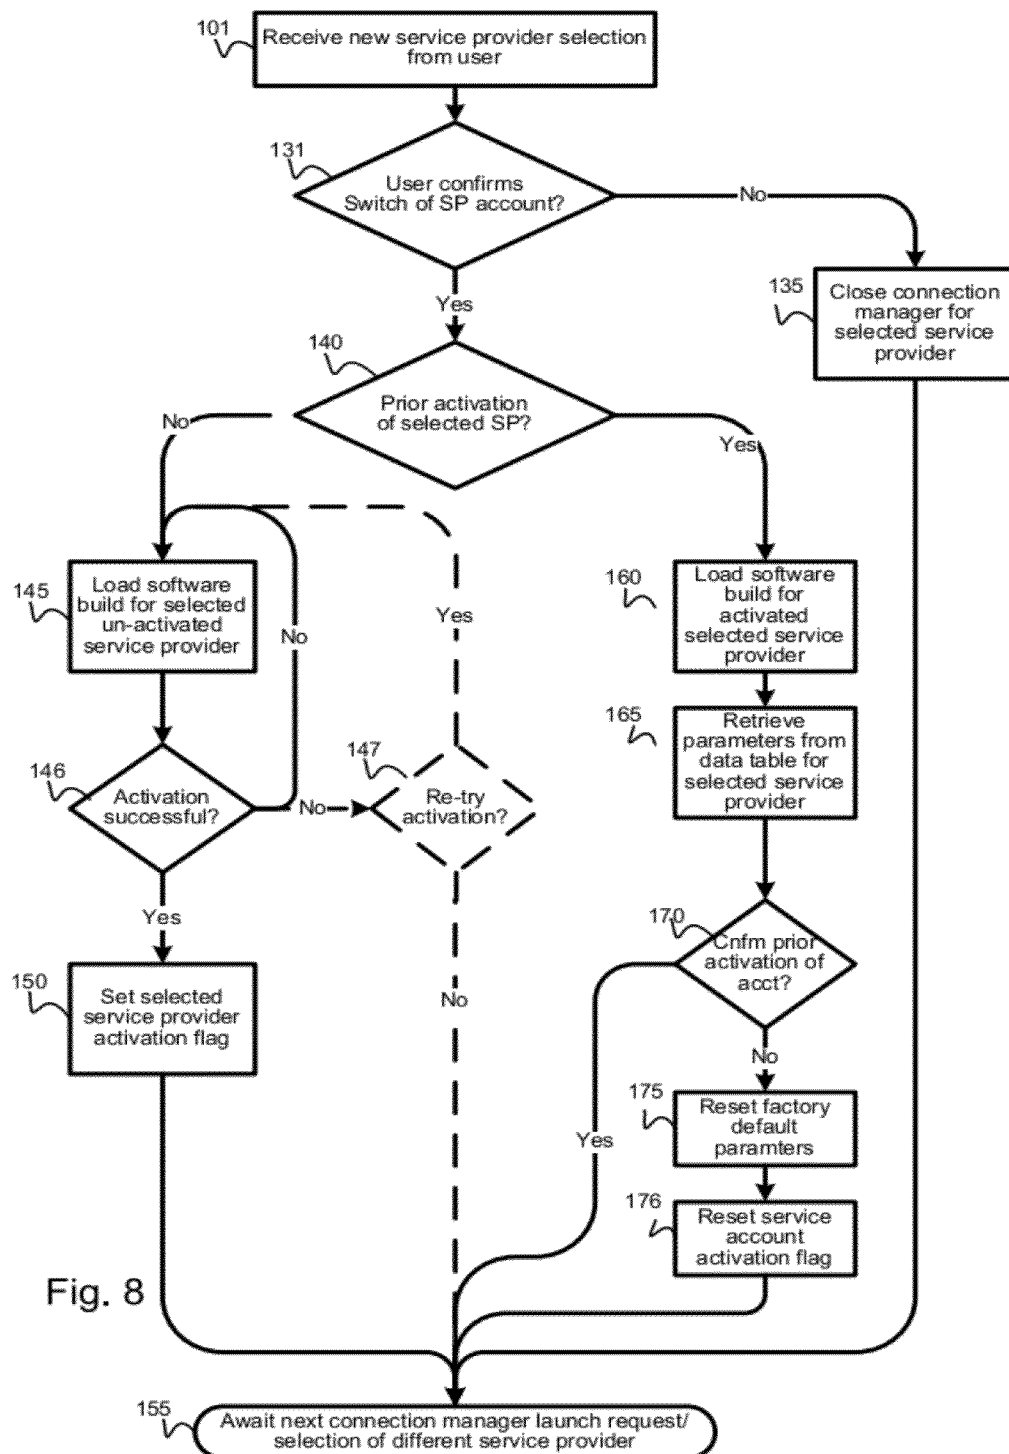 101
Receive new service provider selection
from user
131
User confirms
Switch of SP account?
No
Yes
135
Close connection
manager for
selected service
provider
140
Prior activation
of selected SP?
No
Yes
145
Load software
build for selected
un-activated
service provider
No
Yes
160
Load software
build for
activated
selected service
provider
165
Retrieve
parameters from
data table for
selected service
provider
146
Activation
successful?
No
147
Re-try
activation?
Yes
No
170
Cnfm prior
activation of
acct?
150
Set selected
service provider
activation flag
No
Yes
175
Reset factory
default
paramters
176
Reset service
account
activation flag
Fig. 8
155
Await next connection manager launch request/
selection of different service provider